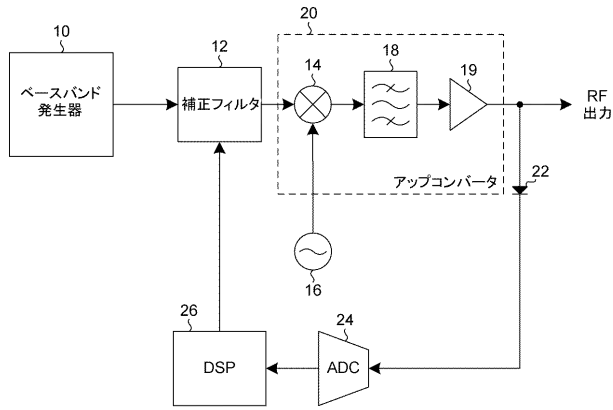 20
10
ベースバンド
発生器
12
補正フィルタ
14
18
19
RF
出力
アップコンバータ
22
16
26
DSP
24
ADC